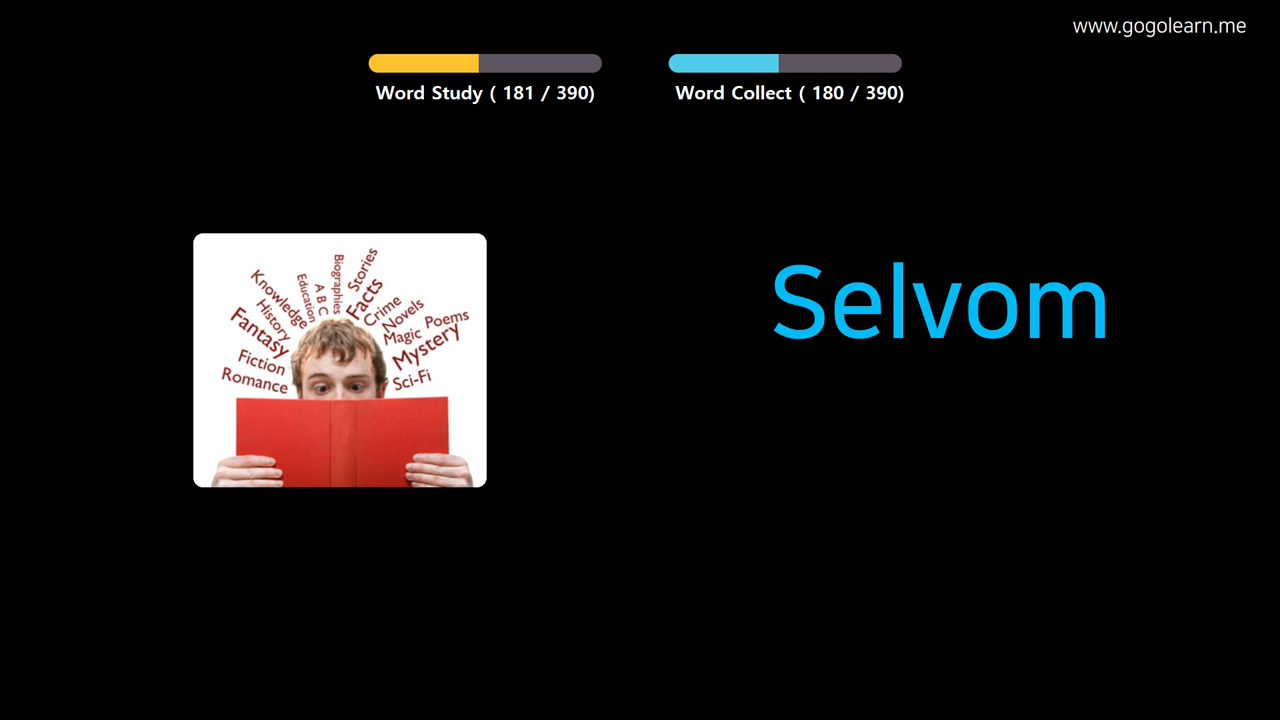 www.gogolearn.me
Word Study ( 181 / 390)
Word Collect ( 180 / 390)
Selvom
Knowledge
History
Fantasy
Fiction
Romance
Education
A B C
Biographies
Stories
Facts
Crime
Novels
Magic
Poems
Mystery
Sci-Fi